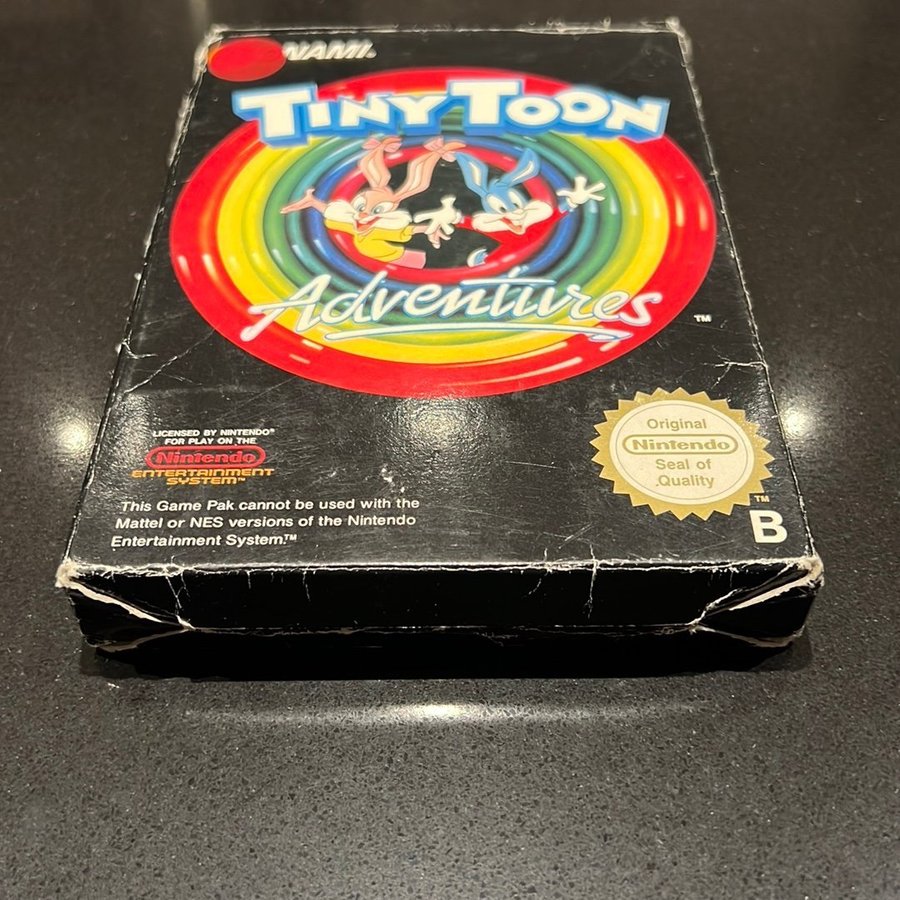 NAMI.
TINY TOON
Adventures
TM
LICENSED BY NINTENDO®
FOR PLAY ON THE
Nintendo
ENTERTAINMENT
SYSTEM™
This Game Pak cannot be used with the
Mattel or NES versions of the Nintendo
Entertainment System.™
Original
Nintendo
Seal of
Quality
TM
B